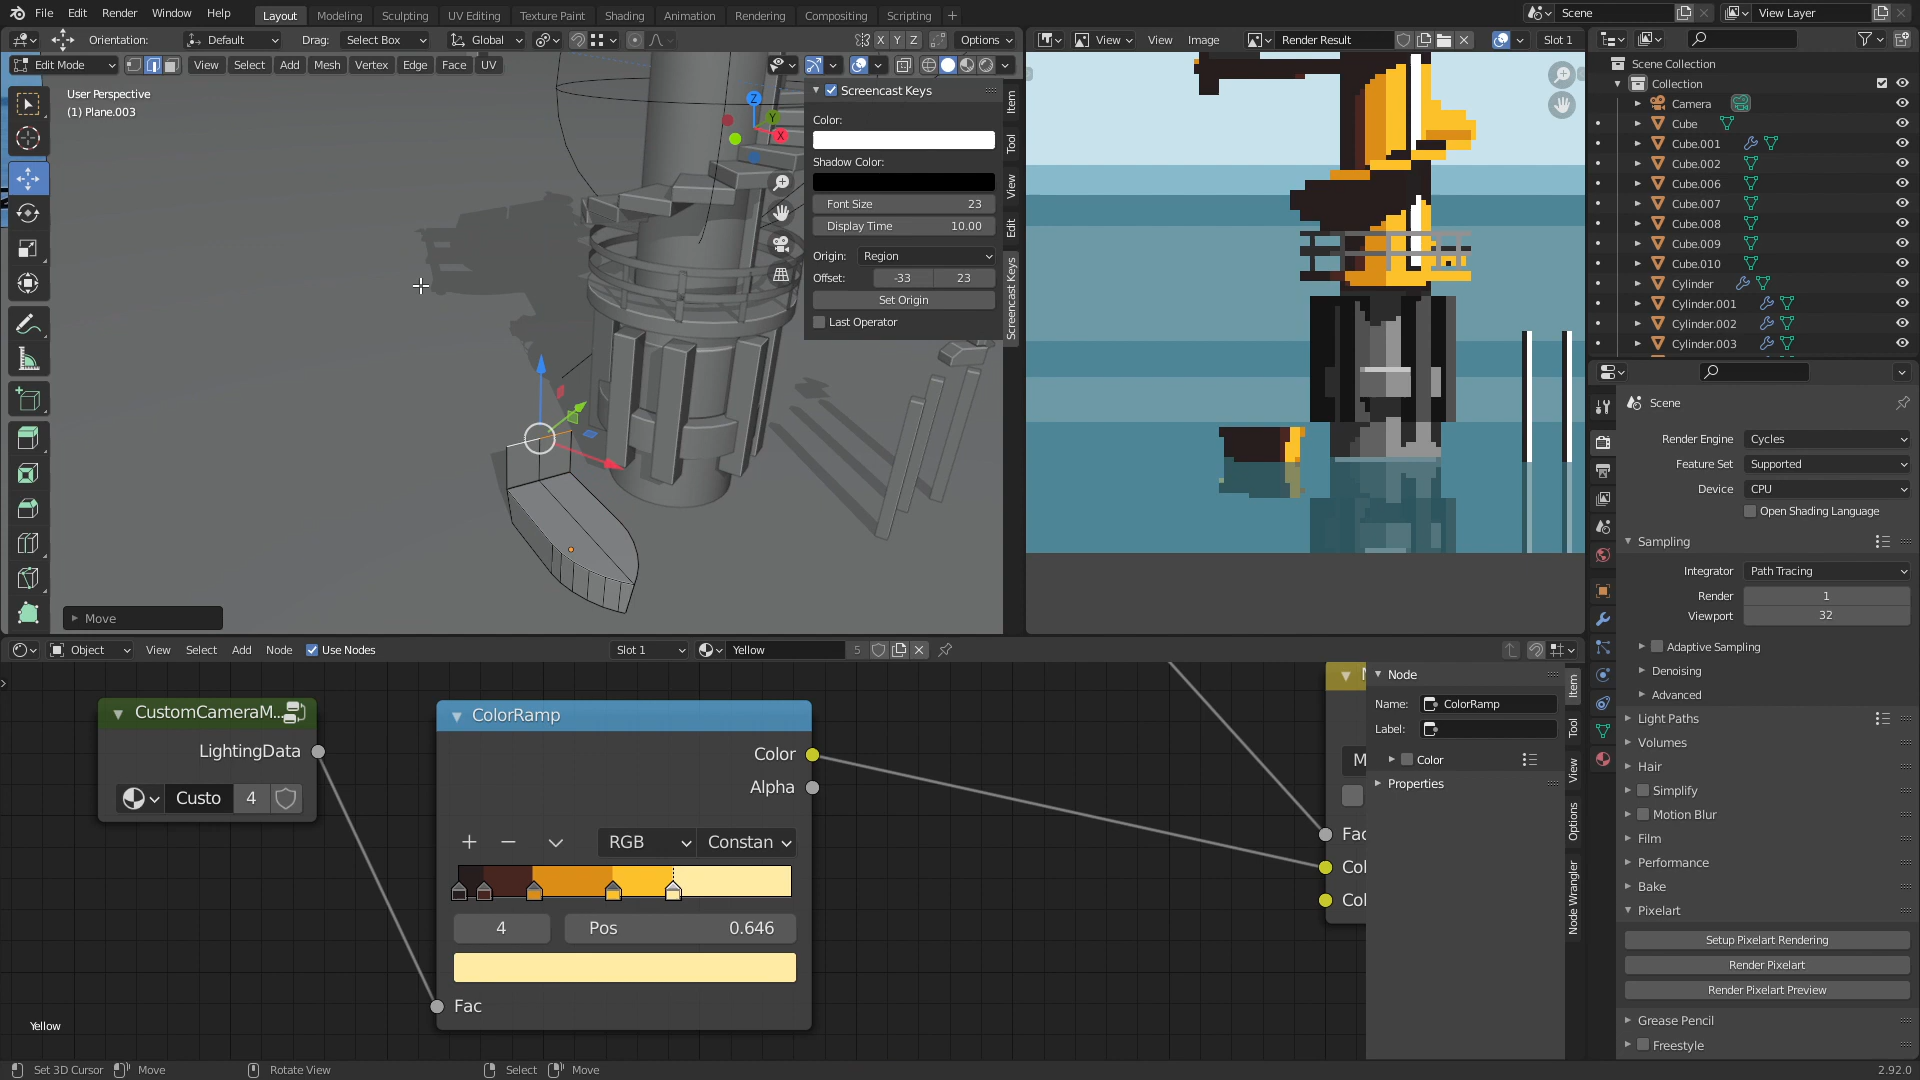 File Edit Render Window Help Layout Modeling Sculpting UV Editing Texture Paint Shading Animation Rendering Compositing Scripting + Scene View Layer
Orientation: Default Drag: Select Box Global X Y Z Options View View Image Render Result Slot 1
Edit Mode View Select Add Mesh Vertex Edge Face UV
User Perspective
(1) Plane.003
Screencast Keys
Color:
Shadow Color:
Font Size 23
Display Time 10.00
Origin: Region
Offset: -33 23
Set Origin
Last Operator
Item
Tool
View
Edit
Screencast Keys
Z
Y
X
Move
Scene Collection
Collection
Camera
Cube
Cube.001
Cube.002
Cube.006
Cube.007
Cube.008
Cube.009
Cube.010
Cylinder
Cylinder.001
Cylinder.002
Cylinder.003
Scene
Render Engine Cycles
Feature Set Supported
Device CPU
Open Shading Language
Sampling
Integrator Path Tracing
Render 1
Viewport 32
Adaptive Sampling
Denoising
Advanced
Light Paths
Volumes
Hair
Simplify
Motion Blur
Film
Performance
Bake
Pixelart
Setup Pixelart Rendering
Render Pixelart
Render Pixelart Preview
Grease Pencil
Freestyle
Object View Select Add Node Use Nodes Slot 1 Yellow 5
CustomCameraM...
LightingData
Custo 4
ColorRamp
Color
Alpha
+ − RGB Constan
4 Pos 0.646
Fac
M
Fac
Col
Col
Node
Name: ColorRamp
Label:
Color
Properties
Item
Tool
View
Options
Node Wrangler
Yellow
Set 3D Cursor Move Rotate View Select Move 2.92.0